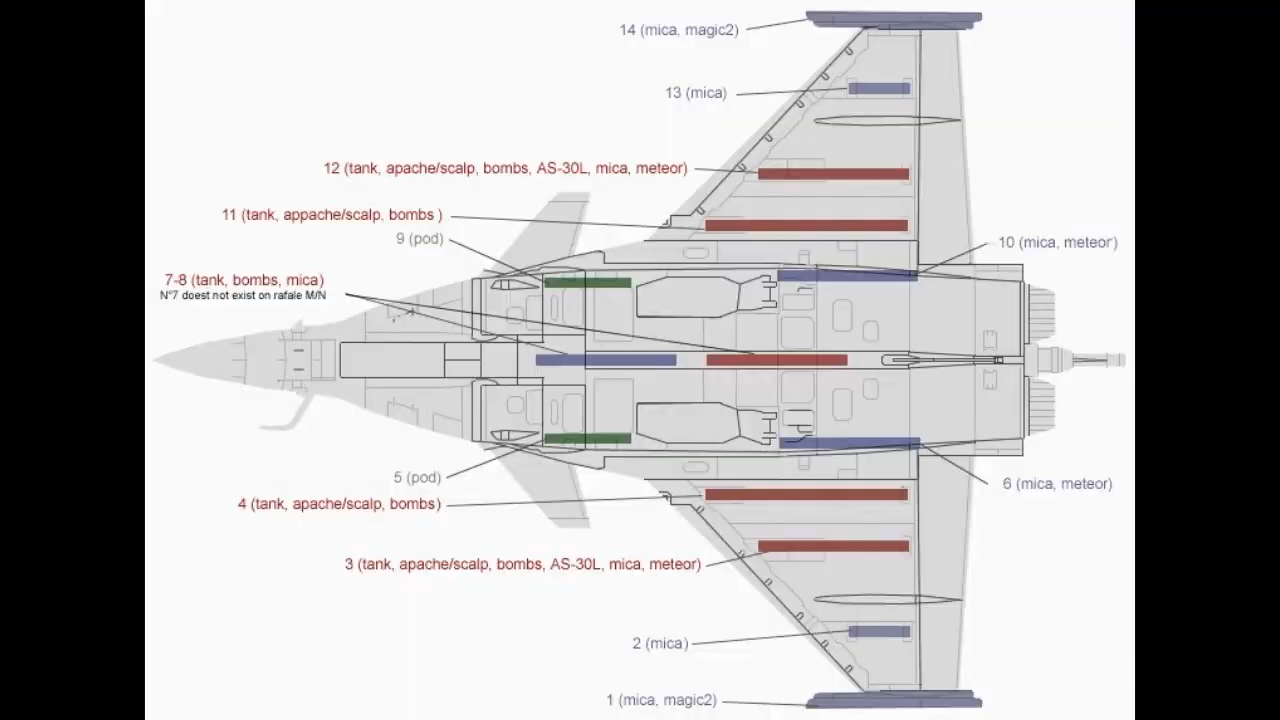 14 (mica, magic2)
13 (mica)
12 (tank, apache/scalp, bombs, AS-30L, mica, meteor)
11 (tank, appache/scalp, bombs )
9 (pod)
10 (mica, meteor)
7-8 (tank, bombs, mica)
N°7 doest not exist on rafale M/N
5 (pod)
6 (mica, meteor)
4 (tank, apache/scalp, bombs)
3 (tank, apache/scalp, bombs, AS-30L, mica, meteor)
2 (mica)
1 (mica, magic2)